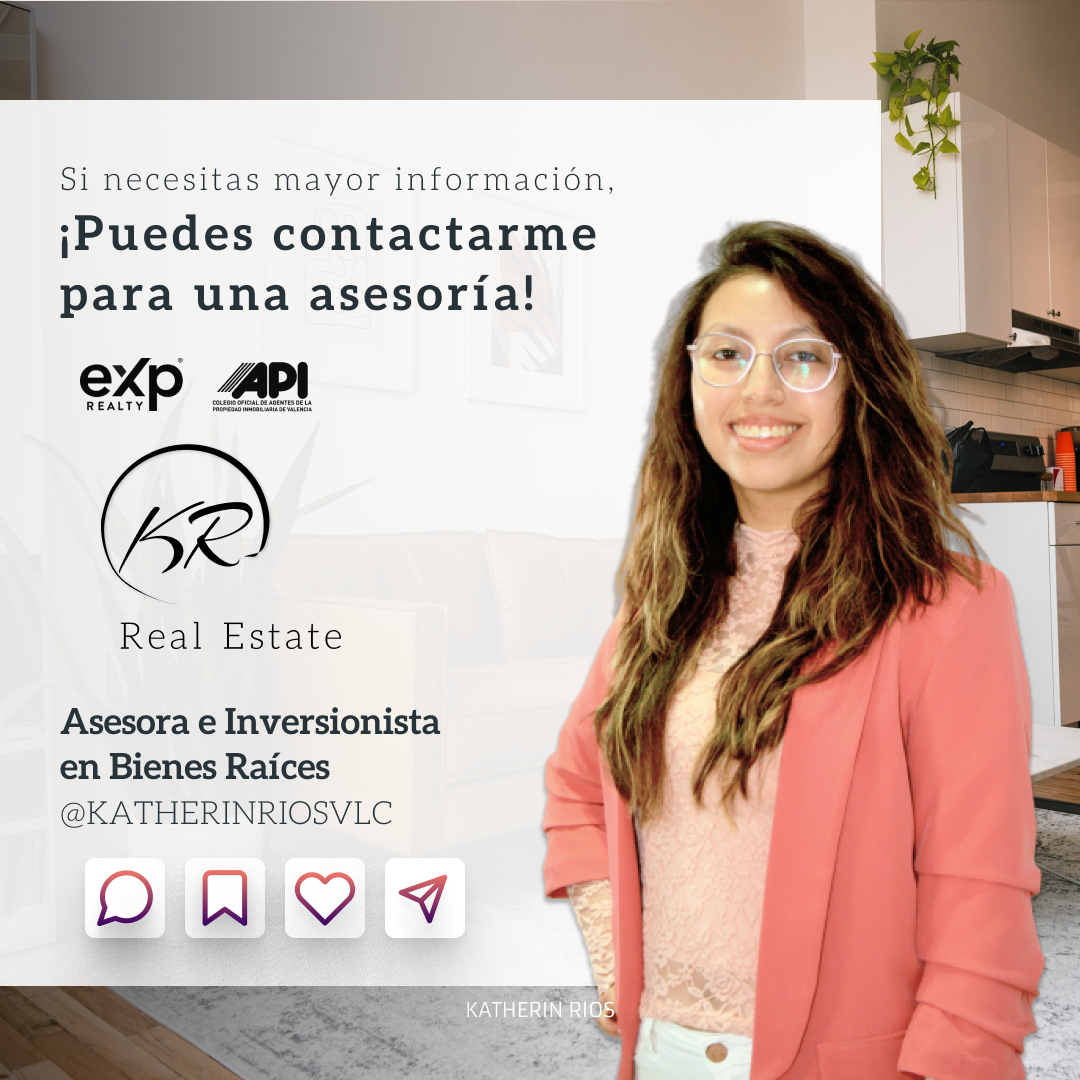 Si necesitas mayor información,
¡Puedes contactarme
para una asesoría!
eXp®
REALTY
API
COLEGIO OFICIAL DE AGENTES DE LA
PROPIEDAD INMOBILIARIA DE VALENCIA
KR
Real Estate
Asesora e Inversionista
en Bienes Raíces
@KATHERINRIOSVLC
KATHERIN RIOS